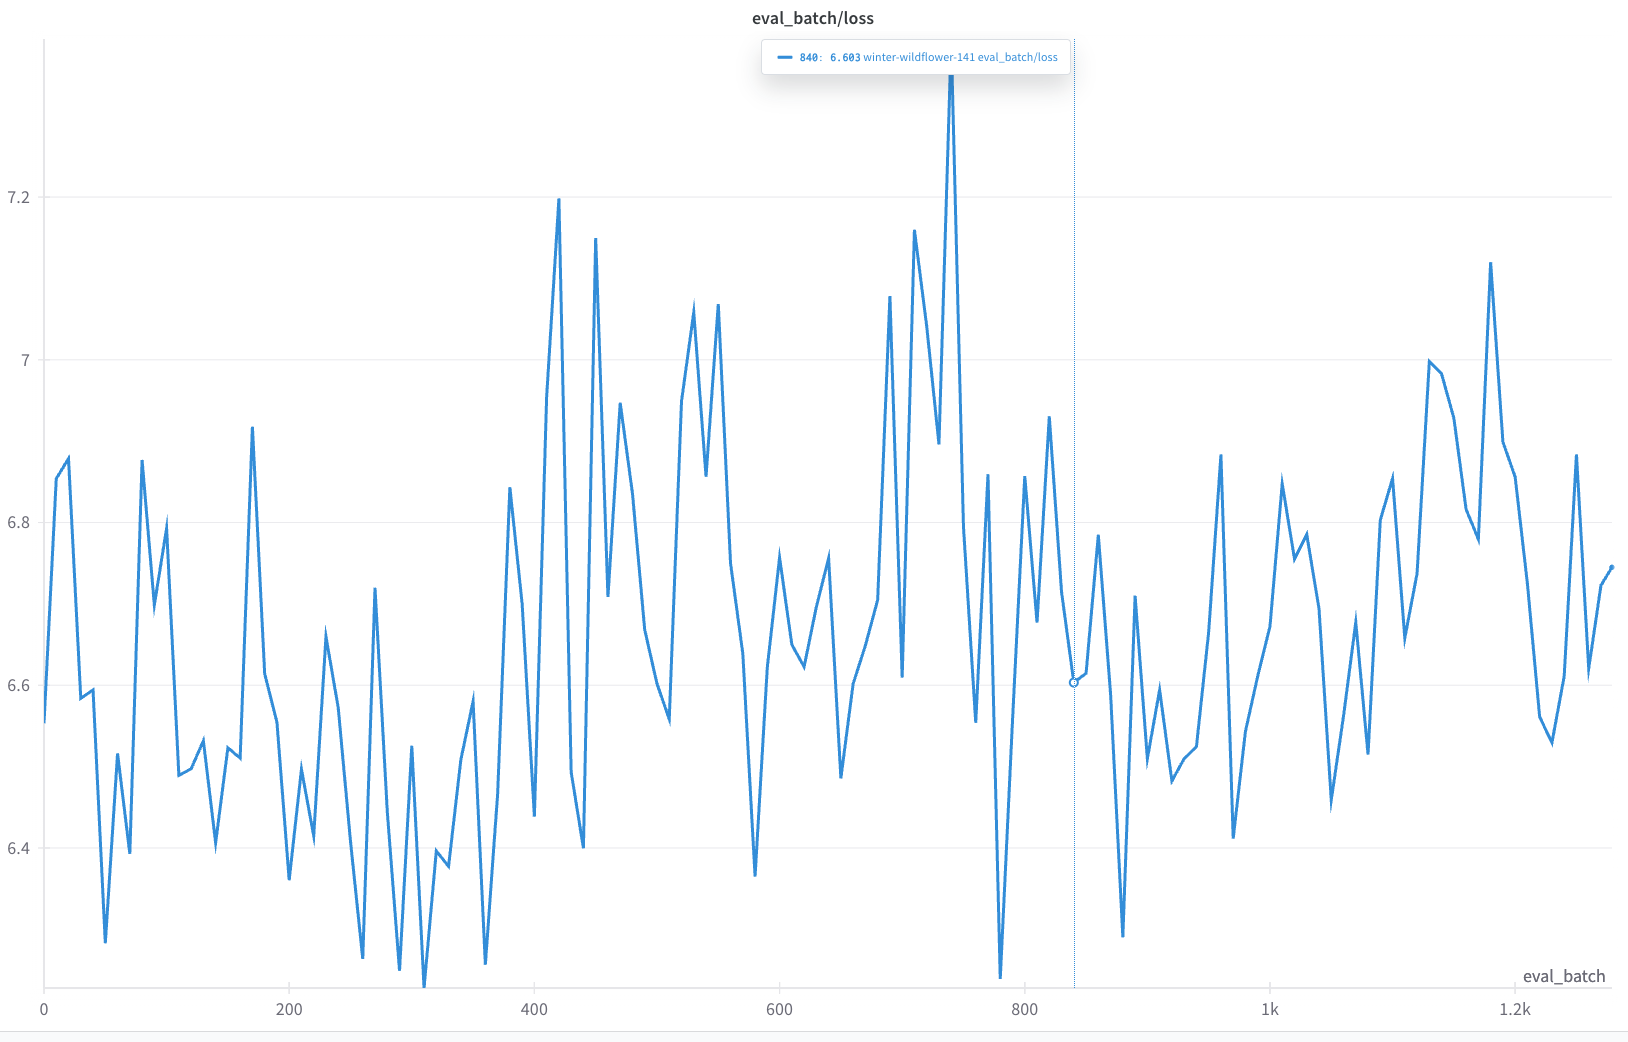 eval_batch/loss
840: 6.603 winter-wildflower-141 eval_batch/loss
7.2
7
6.8
6.6
6.4
eval_batch
0 200 400 600 800 1k 1.2k